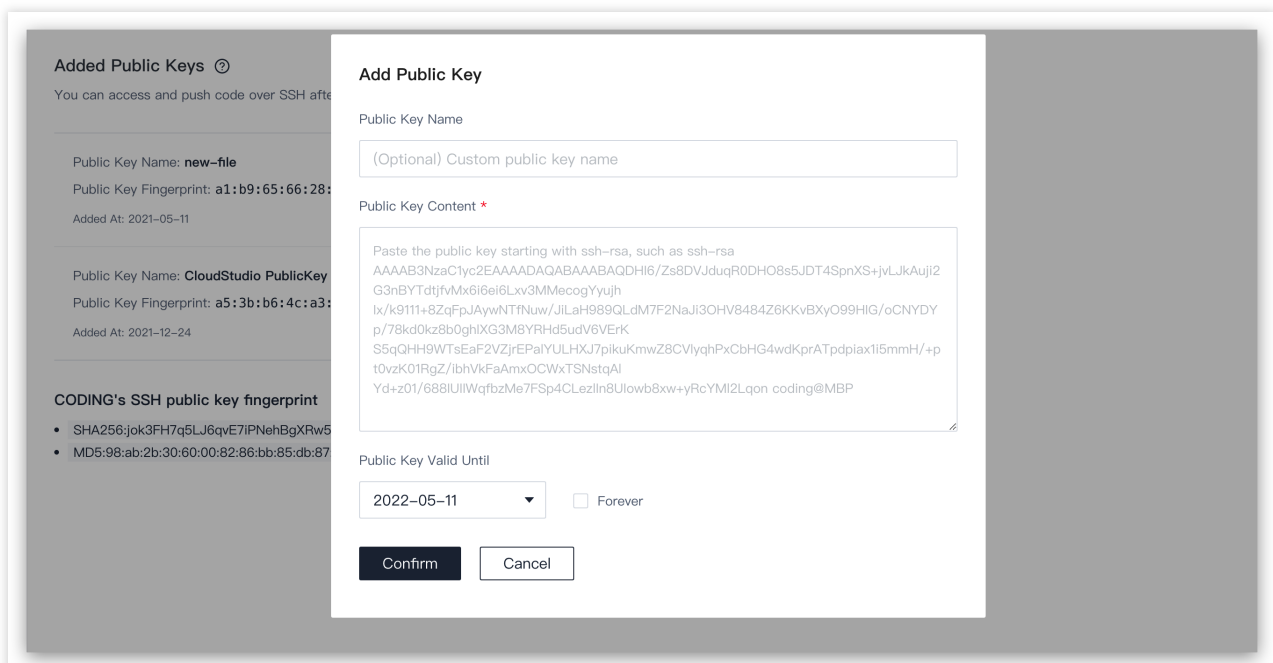 Added Public Keys ?
You can access and push code over SSH afte
Public Key Name: new-file
Public Key Fingerprint: a1:b9:65:66:28:
Added At: 2021-05-11
Public Key Name: CloudStudio PublicKey
Public Key Fingerprint: a5:3b:b6:4c:a3:
Added At: 2021-12-24
CODING's SSH public key fingerprint
• SHA256:jok3FH7q5LJ6qvE7iPNehBgXRw5
• MD5:98:ab:2b:30:60:00:82:86:bb:85:db:87
Add Public Key
Public Key Name
(Optional) Custom public key name
Public Key Content *
Paste the public key starting with ssh-rsa, such as ssh-rsa
AAAAB3NzaC1yc2EAAAADAQABAAABAQDHI6/Zs8DVJduqR0DHO8s5JDT4SpnXS+jvLJkAuji2
G3nBYTdtjfvMx6i6ei6Lxv3MMecogYyujh
lx/k9111+8ZqFpJAywNTfNuw/JiLaH989QLdM7F2NaJi3OHV8484Z6KKvBXyO99HIG/oCNYDY
p/78kd0kz8b0ghlXG3M8YRHd5udV6VErK
S5qQHH9WTsEaF2VZjrEPalYULHXJ7pikuKmwZ8CVlyqhPxCbHG4wdKprATpdpiax1i5mmH/+p
t0vzK01RgZ/ibhVkFaAmxOCWxTSNstqAl
Yd+z01/688lUIlWqfbzMe7FSp4CLezlln8UIowb8xw+yRcYMl2Lqon coding@MBP
Public Key Valid Until
2022-05-11
Forever
Confirm
Cancel